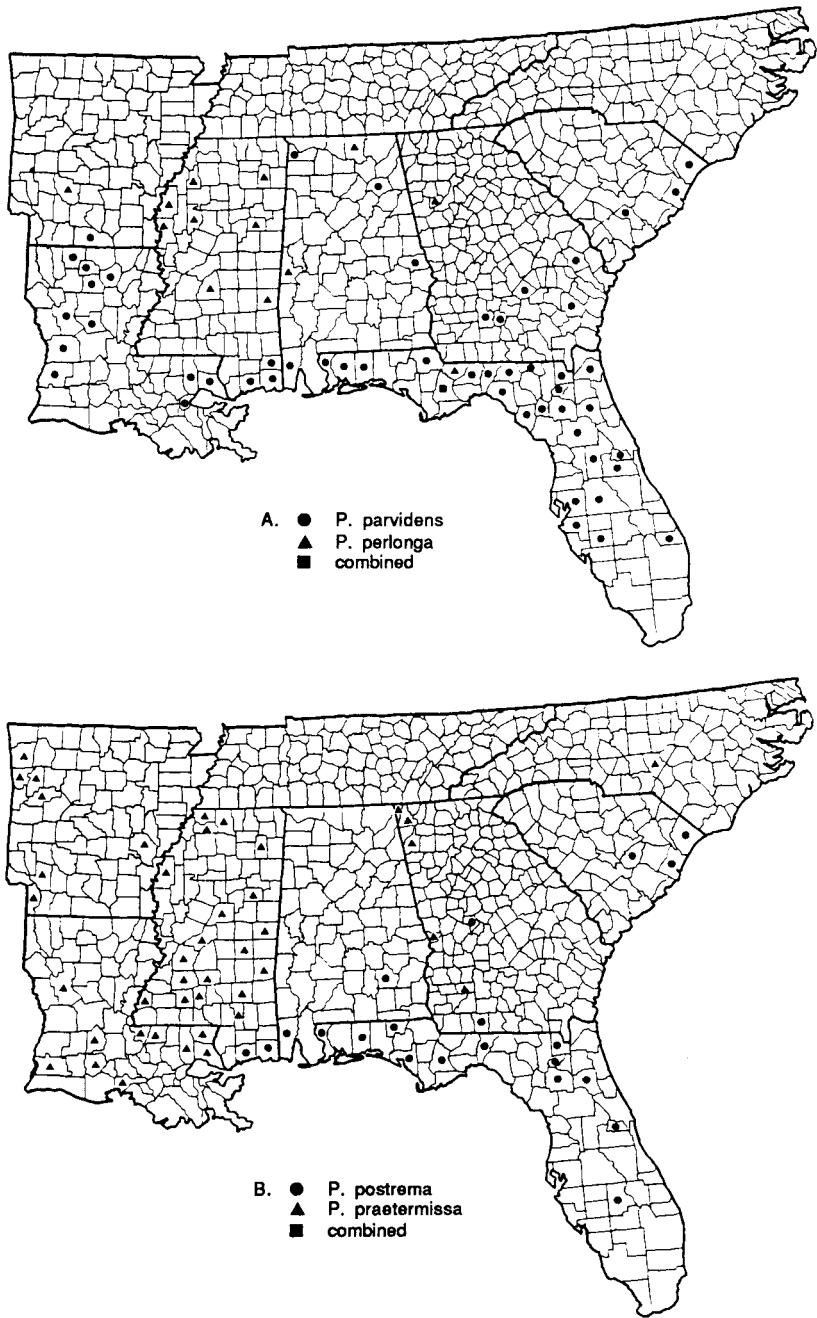 A. ● P. parvidens
▲ P. perlonga
■ combined
B. ● P. postrema
▲ P. praetermissa
■ combined